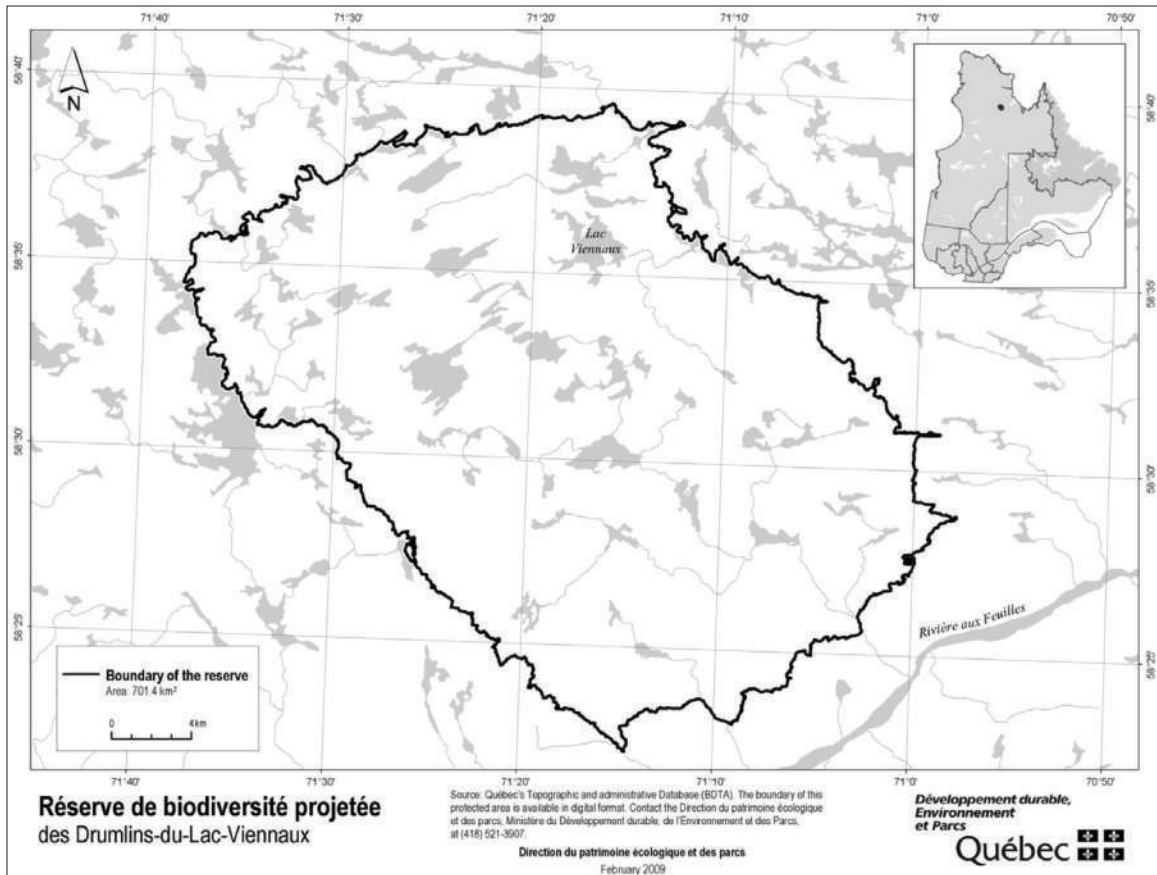 71°40'
71°30'
71°20'
71°10'
71°0'
70°50'
58°40'
58°35'
58°30'
58°25'
58°40'
58°35'
58°30'
58°25'
N
Lac
Viennaux
Rivière aux Feuilles
Boundary of the reserve
Area: 701.4 km²
0 4 km
71°40'
71°30'
71°20'
71°10'
71°0'
70°50'
Réserve de biodiversité projetée
des Drumlins-du-Lac-Viennaux
Source: Québec's Topographic and administrative Database (BDTA). The boundary of this
protected area is available in digital format. Contact the Direction du patrimoine écologique
et des parcs, Ministère du Développement durable, de l'Environnement et des Parcs,
at (418) 521-3907.
Direction du patrimoine écologique et des parcs
February 2009
Développement durable,
Environnement
et Parcs
Québec